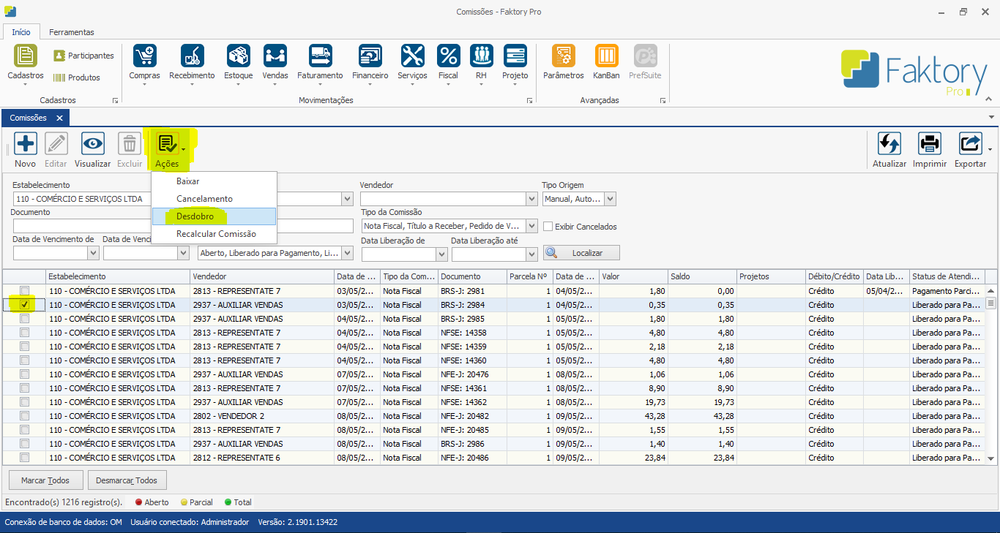 Comissões - Faktory Pro
Início Ferramentas
Cadastros Participantes Produtos Compras Recebimento Estoque Vendas Faturamento Financeiro Serviços Fiscal RH Projeto Parâmetros KanBan PrefSuite
Faktory
Pro
Cadastros Movimentações Avançadas
Comissões
Novo Editar Visualizar Excluir Ações Atualizar Imprimir Exportar
Baixar
Cancelamento
Desdobro
Recalcular Comissão
Estabelecimento Vendedor Tipo Origem
110 - COMÉRCIO E SERVIÇOS LTDA Manual, Auto...
Documento Tipo da Comissão
Nota Fiscal, Título a Receber, Pedido de V... Exibir Cancelados
Data de Vencimento de Data de Venci Data Liberação de Data Liberação até
Aberto, Liberado para Pagamento, Li... Localizar
Estabelecimento Vendedor Data de ... Tipo da Com... Documento Parcela Nº Data de ... Valor Saldo Projetos Débito/Crédito Data Lib... Status de Atendi...
110 - COMÉRCIO E SERVIÇOS LTDA 2813 - REPRESENTATE 7 03/05/2... Nota Fiscal BRS-J: 2981 1 04/05/2... 1,80 0,00 Crédito 05/04/2... Pagamento Parci...
110 - COMÉRCIO E SERVIÇOS LTDA 2937 - AUXILIAR VENDAS 03/05/2... Nota Fiscal BRS-J: 2984 1 04/05/2... 0,35 0,35 Crédito Liberado para Pa...
110 - COMÉRCIO E SERVIÇOS LTDA 2937 - AUXILIAR VENDAS 04/05/2... Nota Fiscal BRS-J: 2985 1 05/05/2... 1,80 1,80 Crédito Liberado para Pa...
110 - COMÉRCIO E SERVIÇOS LTDA 2813 - REPRESENTATE 7 04/05/2... Nota Fiscal NFSE: 14358 1 05/05/2... 4,80 4,80 Crédito Liberado para Pa...
110 - COMÉRCIO E SERVIÇOS LTDA 2813 - REPRESENTATE 7 04/05/2... Nota Fiscal NFSE: 14359 1 05/05/2... 2,18 2,18 Crédito Liberado para Pa...
110 - COMÉRCIO E SERVIÇOS LTDA 2813 - REPRESENTATE 7 04/05/2... Nota Fiscal NFSE: 14360 1 05/05/2... 4,80 4,80 Crédito Liberado para Pa...
110 - COMÉRCIO E SERVIÇOS LTDA 2937 - AUXILIAR VENDAS 07/05/2... Nota Fiscal NFE-J: 20476 1 08/05/2... 1,06 1,06 Crédito Liberado para Pa...
110 - COMÉRCIO E SERVIÇOS LTDA 2813 - REPRESENTATE 7 07/05/2... Nota Fiscal NFSE: 14361 1 08/05/2... 8,90 8,90 Crédito Liberado para Pa...
110 - COMÉRCIO E SERVIÇOS LTDA 2937 - AUXILIAR VENDAS 07/05/2... Nota Fiscal NFSE: 14362 1 08/05/2... 19,73 19,73 Crédito Liberado para Pa...
110 - COMÉRCIO E SERVIÇOS LTDA 2802 - VENDEDOR 2 08/05/2... Nota Fiscal NFE-J: 20482 1 09/05/2... 43,28 43,28 Crédito Liberado para Pa...
110 - COMÉRCIO E SERVIÇOS LTDA 2813 - REPRESENTATE 7 08/05/2... Nota Fiscal NFE-J: 20485 1 09/05/2... 1,55 1,55 Crédito Liberado para Pa...
110 - COMÉRCIO E SERVIÇOS LTDA 2937 - AUXILIAR VENDAS 08/05/2... Nota Fiscal BRS-J: 2986 1 09/05/2... 1,40 1,40 Crédito Liberado para Pa...
110 - COMÉRCIO E SERVIÇOS LTDA 2812 - REPRESENTATE 6 08/05/2... Nota Fiscal NFE-J: 20486 1 09/05/2... 23,84 23,84 Crédito Liberado para Pa...
Marcar Todos Desmarcar Todos
Encontrado(s) 1216 registro(s). Aberto Parcial Total
Conexão de banco de dados: OM Usuário conectado: Administrador Versão: 2.1901.13422